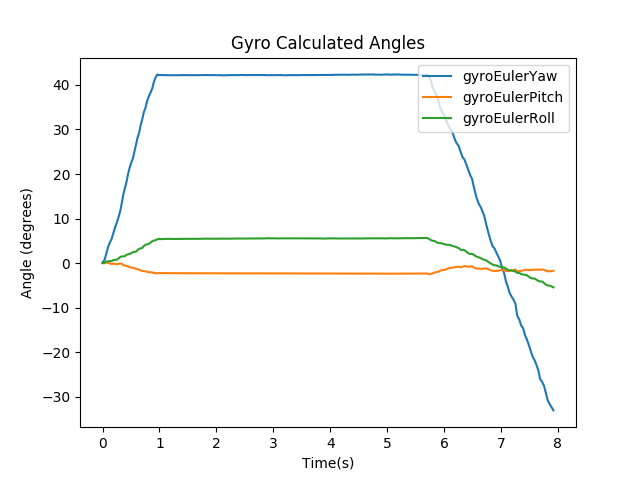 Gyro Calculated Angles
gyroEulerYaw
gyroEulerPitch
gyroEulerRoll
Angle (degrees)
40
30
20
10
0
−10
−20
−30
0 1 2 3 4 5 6 7 8
Time(s)